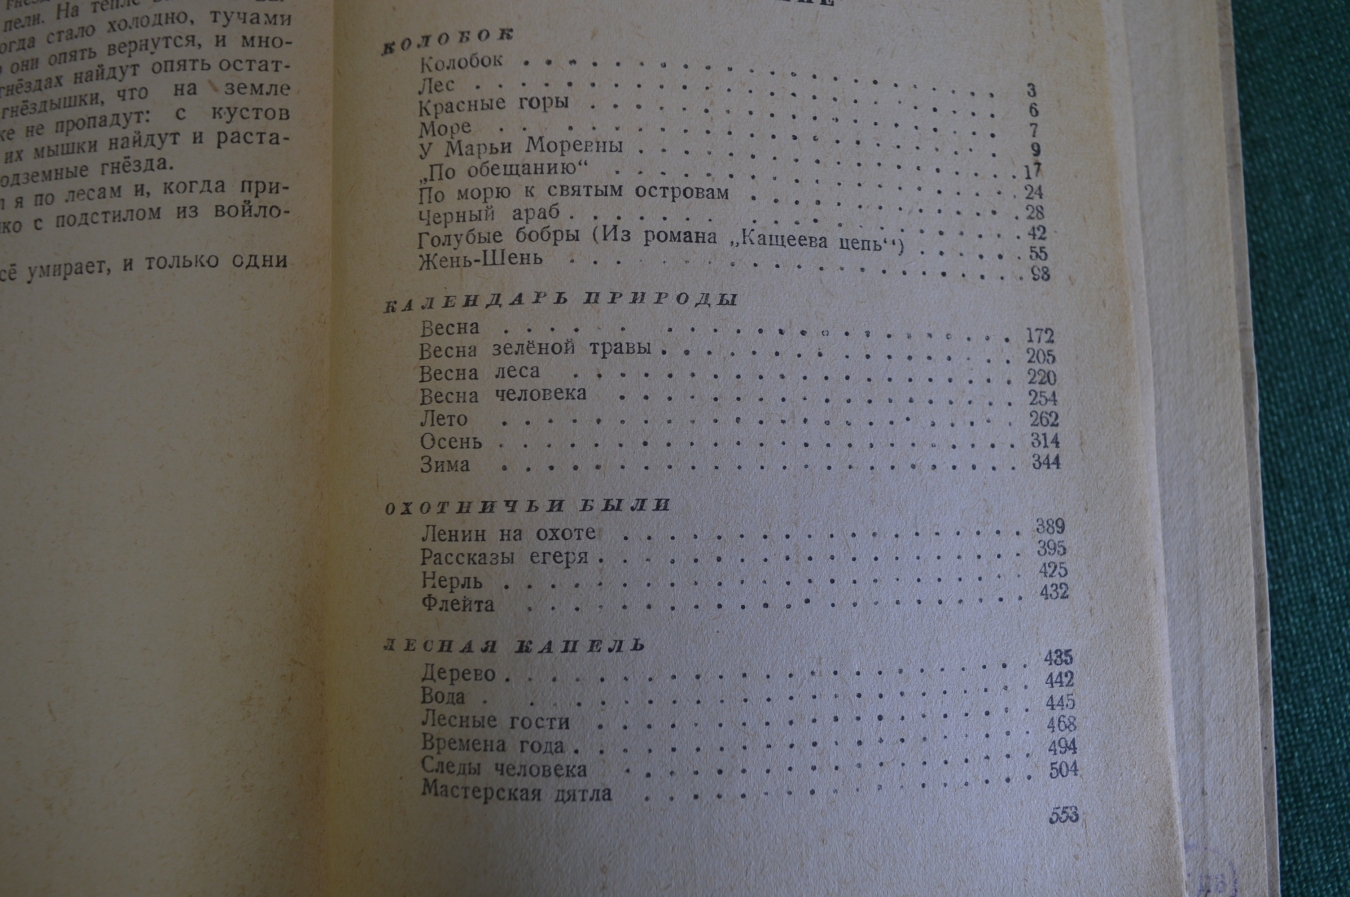 пели. На тепле
когда стало холодно, тучами
они опять вернутся, и мно-
гнёздах найдут опять остат-
гнёздышки, что на земле
же не пропадут: с кустов
их мышки найдут и раста-
подземные гнёзда.
я по лесам и, когда при-
ко с подстилом из войло-
всё умирает, и только одни
КОЛОБОК
Колобок . . . 3
Лес . . . 6
Красные горы . . . 7
Море . . . 9
У Марьи Моревны . . . 17
„По обещанию“ . . . 24
По морю к святым островам . . . 28
Черный араб . . . 42
Голубые бобры (Из романа „Кащеева цепь“) . . . 55
Жень-Шень . . . 98
КАЛЕНДАРЬ ПРИРОДЫ
Весна . . . 172
Весна зелёной травы . . . 205
Весна леса . . . 220
Весна человека . . . 254
Лето . . . 262
Осень . . . 314
Зима . . . 344
ОХОТНИЧЬИ БЫЛИ
Ленин на охоте . . . 389
Рассказы егеря . . . 395
Нерль . . . 425
Флейта . . . 432
ЛЕСНАЯ КАПЕЛЬ
Дерево . . . 435
Вода . . . 442
Лесные гости . . . 445
Времена года . . . 468
Следы человека . . . 494
Мастерская дятла . . . 504
553